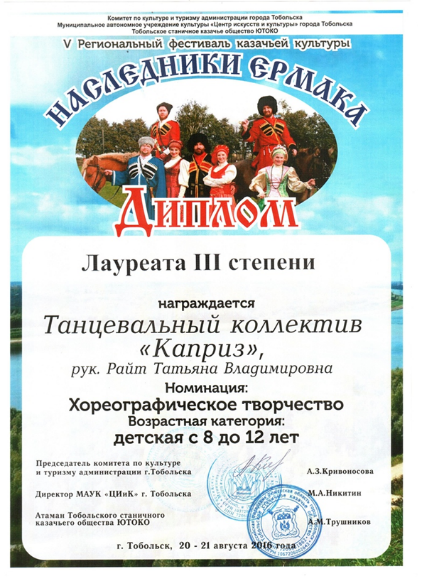 Комитет по культуре и туризму администрации города Тобольска
Муниципальное автономное учреждение культуры «Центр искусств и культуры» города Тобольска
Тобольское станичное казачье общество ЮТОКО
V Региональный фестиваль казачьей культуры
НАСЛЕДНИКИ ЕРМАКА
ДИПЛОМ
Лауреата III степени
награждается
Танцевальный коллектив
«Каприз»,
рук. Райт Татьяна Владимировна
Номинация:
Хореографическое творчество
Возрастная категория:
детская с 8 до 12 лет
Председатель комитета по культуре
и туризму администрации г.Тобольска
А.З.Кривоносова
Директор МАУК «ЦИиК» г. Тобольска
М.А.Никитин
Атаман Тобольского станичного
казачьего общества ЮТОКО
А.М.Трушников
г. Тобольск, 20 - 21 августа 2016 года